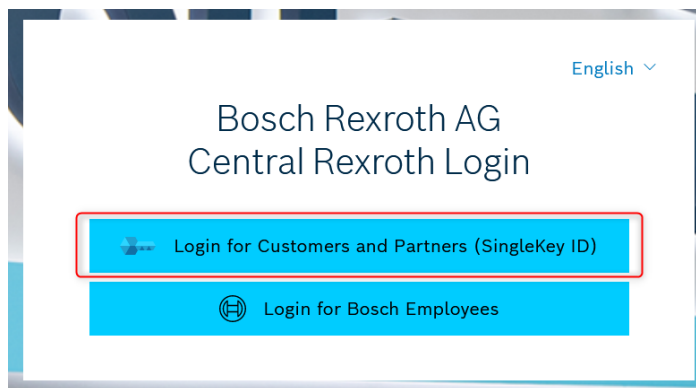 English
Bosch Rexroth AG
Central Rexroth Login
Login for Customers and Partners (SingleKey ID)
Login for Bosch Employees